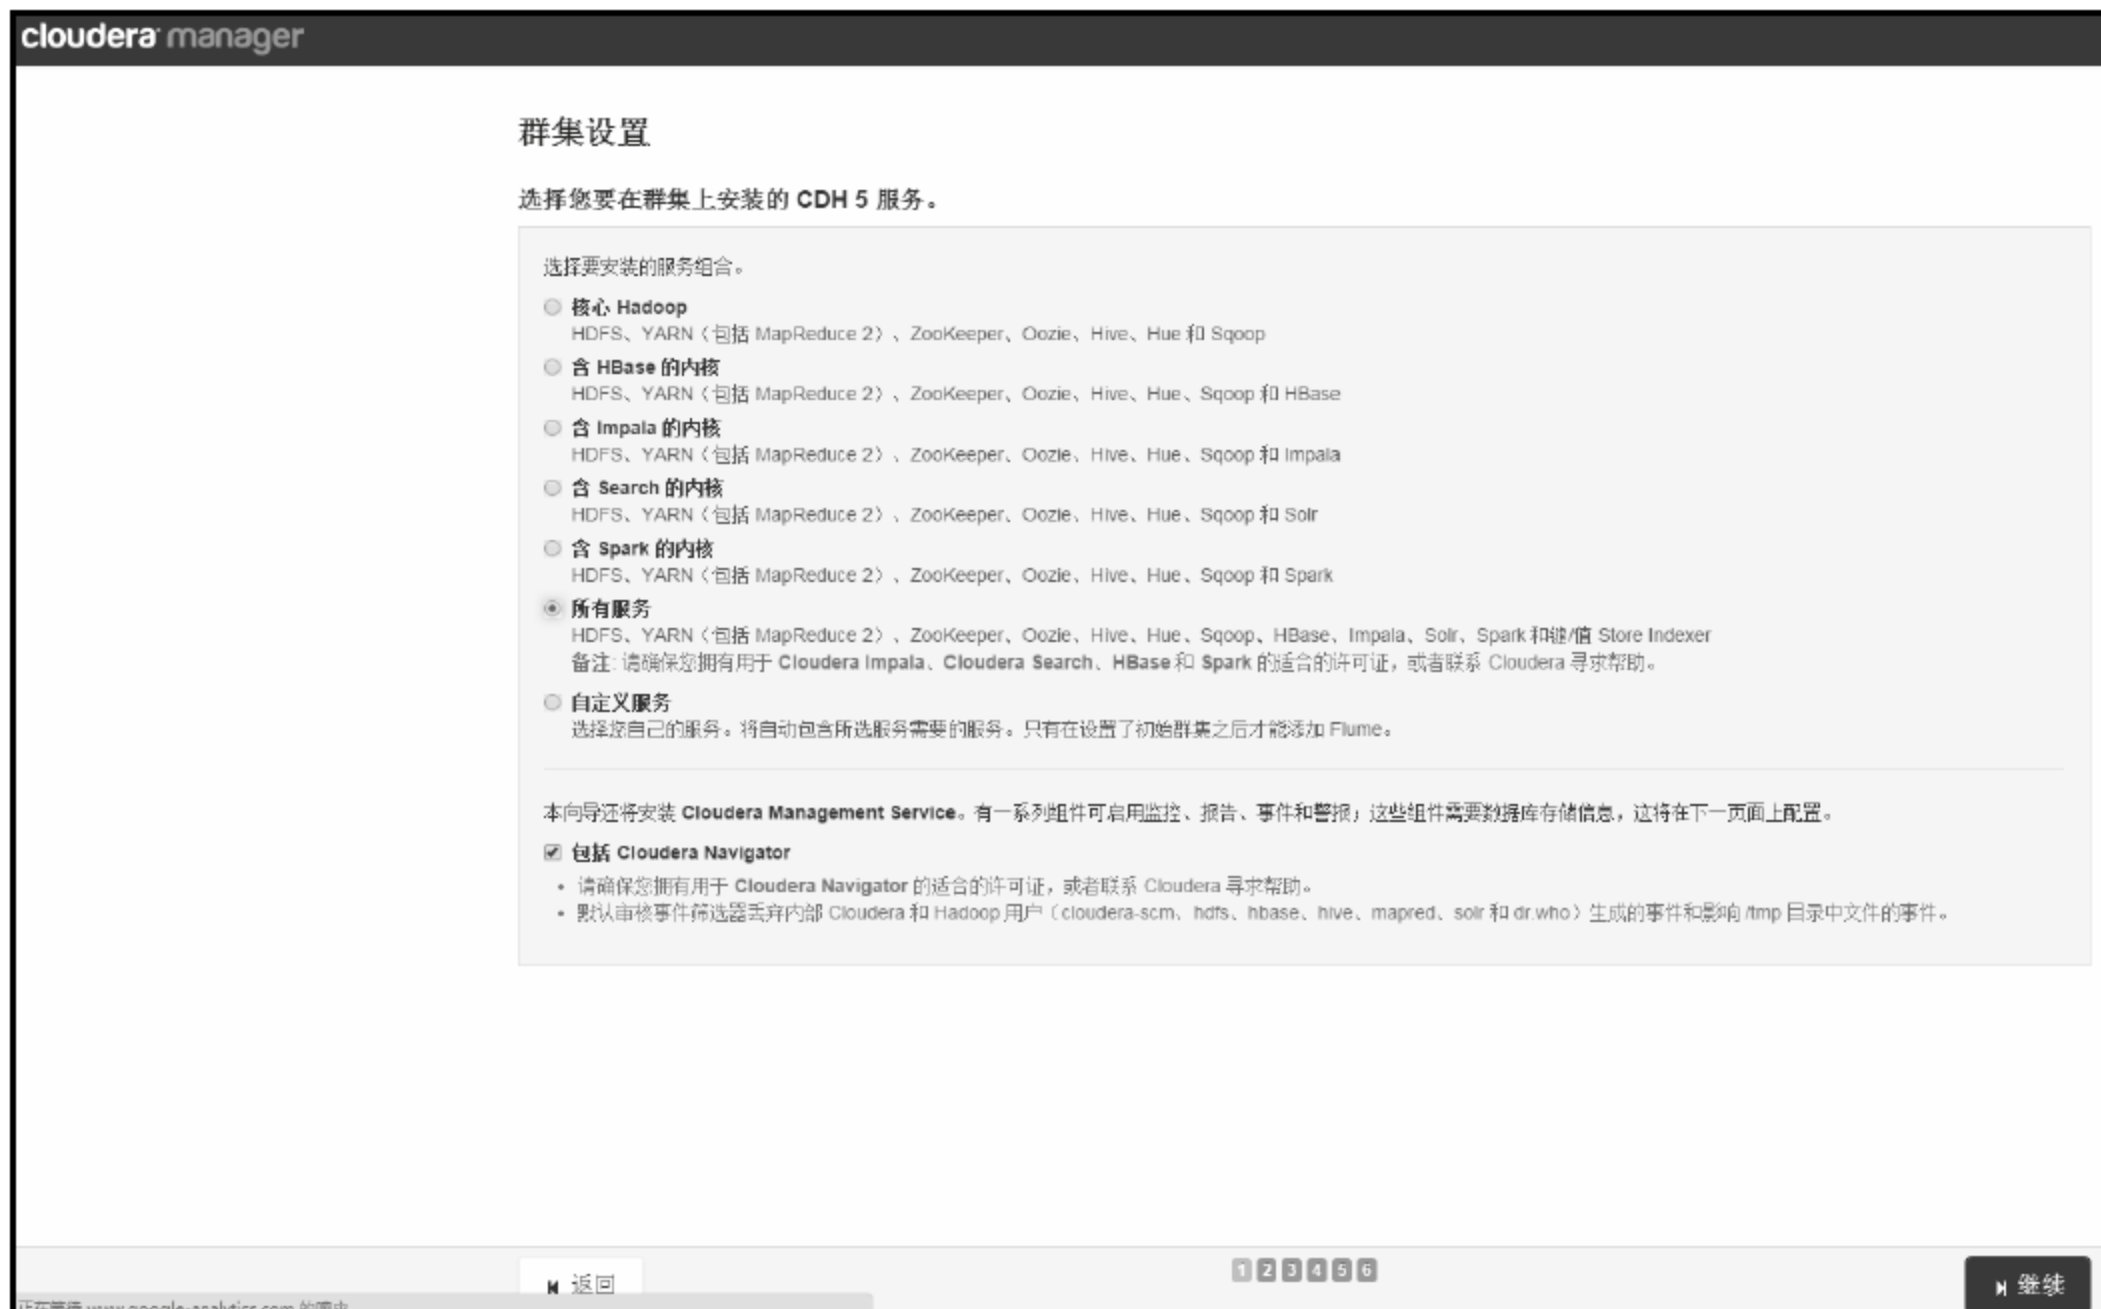 cloudera manager
群集设置
选择您要在群集上安装的 CDH 5 服务。
选择要安装的服务组合。
核心 Hadoop
HDFS、YARN（包括 MapReduce 2）、ZooKeeper、Oozie、Hive、Hue 和 Sqoop
含 HBase 的内核
HDFS、YARN（包括 MapReduce 2）、ZooKeeper、Oozie、Hive、Hue、Sqoop 和 HBase
含 Impala 的内核
HDFS、YARN（包括 MapReduce 2）、ZooKeeper、Oozie、Hive、Hue、Sqoop 和 Impala
含 Search 的内核
HDFS、YARN（包括 MapReduce 2）、ZooKeeper、Oozie、Hive、Hue、Sqoop 和 Solr
含 Spark 的内核
HDFS、YARN（包括 MapReduce 2）、ZooKeeper、Oozie、Hive、Hue、Sqoop 和 Spark
所有服务
HDFS、YARN（包括 MapReduce 2）、ZooKeeper、Oozie、Hive、Hue、Sqoop、HBase、Impala、Solr、Spark 和键/值 Store Indexer
备注: 请确保您拥有用于 Cloudera Impala、Cloudera Search、HBase 和 Spark 的适合的许可证，或者联系 Cloudera 寻求帮助。
自定义服务
选择您自己的服务。将自动包含所选服务需要的服务。只有在设置了初始群集之后才能添加 Flume。
本向导还将安装 Cloudera Management Service。有一系列组件可启用监控、报告、事件和警报；这些组件需要数据库存储信息，这将在下一页面上配置。
包括 Cloudera Navigator
• 请确保您拥有用于 Cloudera Navigator 的适合的许可证，或者联系 Cloudera 寻求帮助。
• 默认审核事件筛选器丢弃内部 Cloudera 和 Hadoop 用户（cloudera-scm、hdfs、hbase、hive、mapred、solr 和 dr.who）生成的事件和影响 /tmp 目录中文件的事件。
返回
1 2 3 4 5 6
继续
www.google-analytics.com